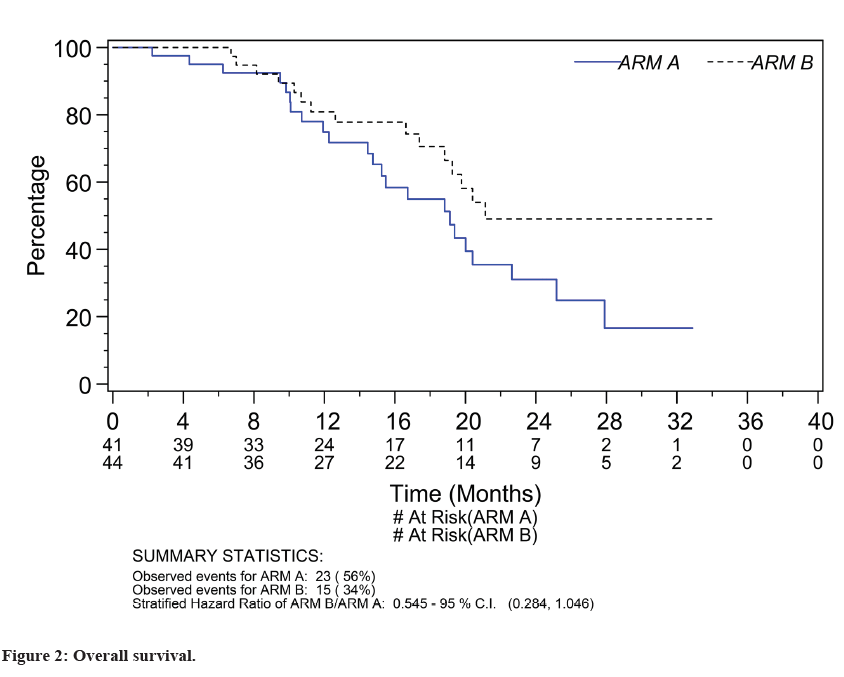 ARM A ARM B
100
80
60
40
20
0
Percentage
0 4 8 12 16 20 24 28 32 36 40
41 39 33 24 17 11 7 2 1 0 0
44 41 36 27 22 14 9 5 2 0 0
Time (Months)
# At Risk(ARM A)
# At Risk(ARM B)
SUMMARY STATISTICS:
Observed events for ARM A: 23 ( 56%)
Observed events for ARM B: 15 ( 34%)
Stratified Hazard Ratio of ARM B/ARM A: 0.545 - 95 % C.I. (0.284, 1.046)
Figure 2: Overall survival.